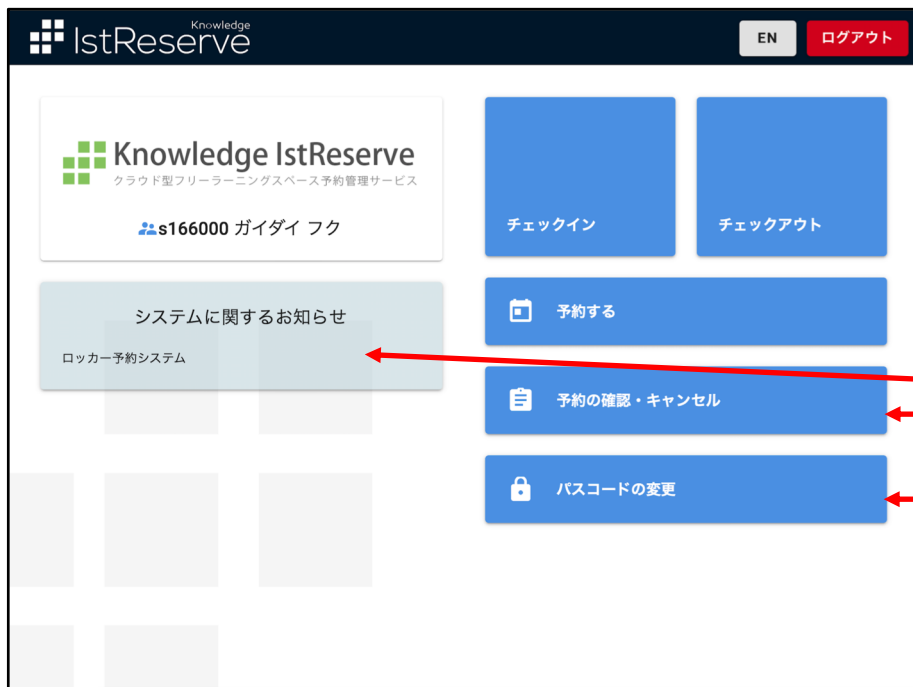 Knowledge
IstReserve
EN
ログアウト
Knowledge IstReserve
クラウド型フリーラーニングスペース予約管理サービス
s166000 ガイダイ フク
システムに関するお知らせ
ロッカー予約システム
チェックイン
チェックアウト
予約する
予約の確認・キャンセル
パスコードの変更